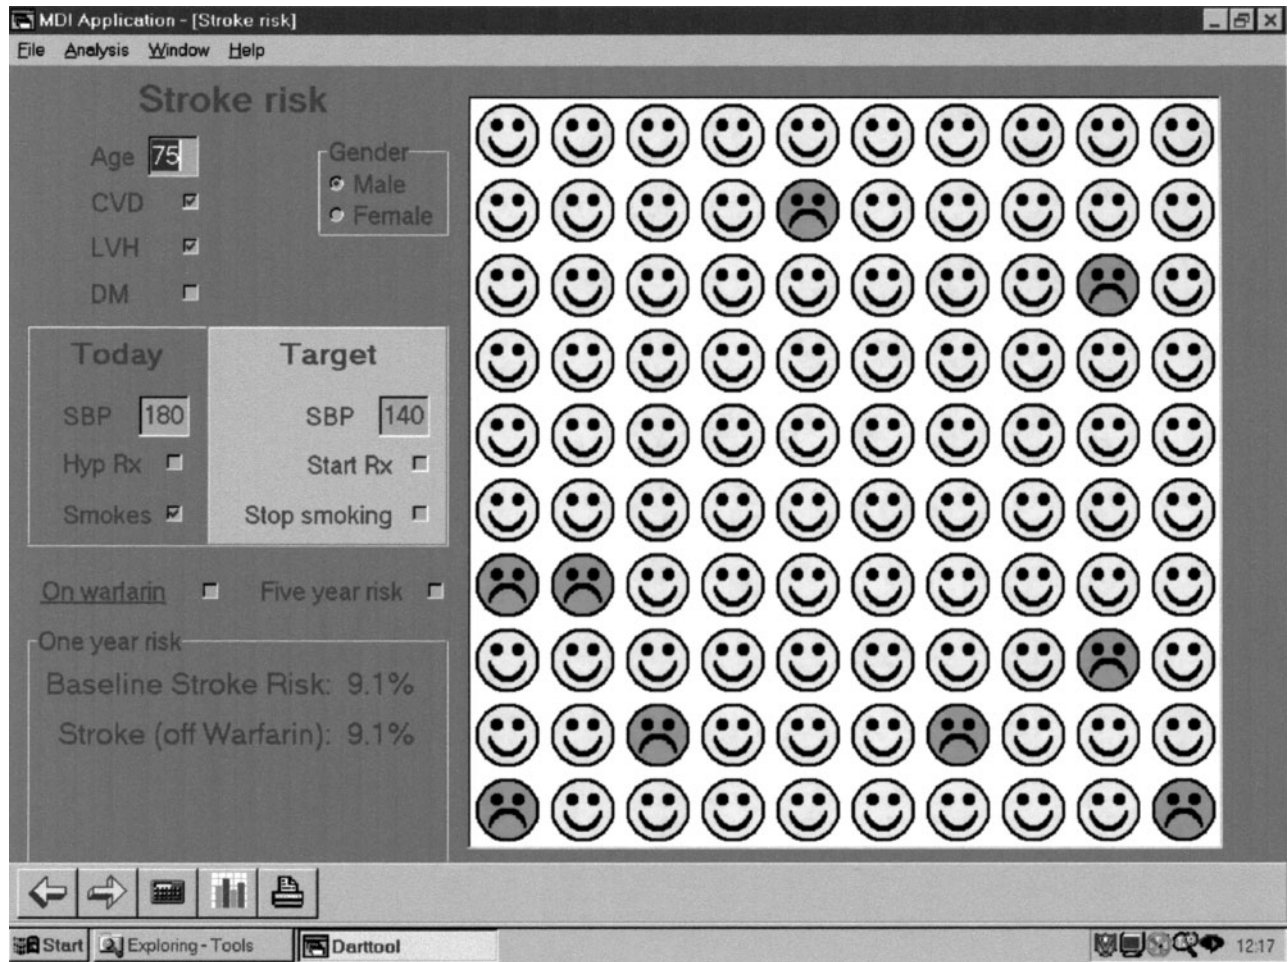 MDI Application - [Stroke risk]
File Analysis Window Help
Stroke risk
Age 75
CVD
LVH
DM
Gender
Male
Female
Today
SBP 180
Hyp Rx
Smokes
Target
SBP 140
Start Rx
Stop smoking
On warfarin
Five year risk
One year risk
Baseline Stroke Risk: 9.1%
Stroke (off Warfarin): 9.1%
Start
Exploring - Tools
Darttool
12:17